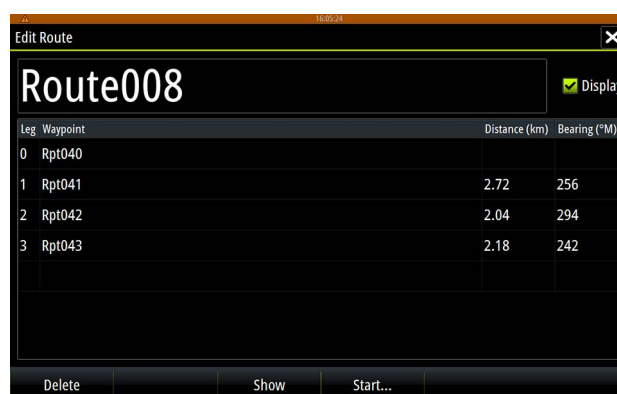 16:05:24
Edit Route
Route008
Display
Leg Waypoint Distance (km) Bearing (°M)
0 Rpt040
1 Rpt041 2.72 256
2 Rpt042 2.04 294
3 Rpt043 2.18 242
Delete Show Start...